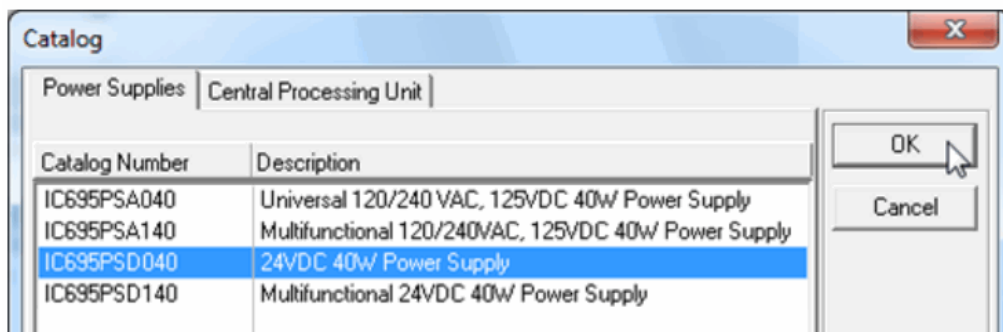 Catalog
Power Supplies Central Processing Unit
Catalog Number Description
IC695PSA040 Universal 120/240 VAC, 125VDC 40W Power Supply
IC695PSA140 Multifunctional 120/240VAC, 125VDC 40W Power Supply
IC695PSD040 24VDC 40W Power Supply
IC695PSD140 Multifunctional 24VDC 40W Power Supply
OK
Cancel